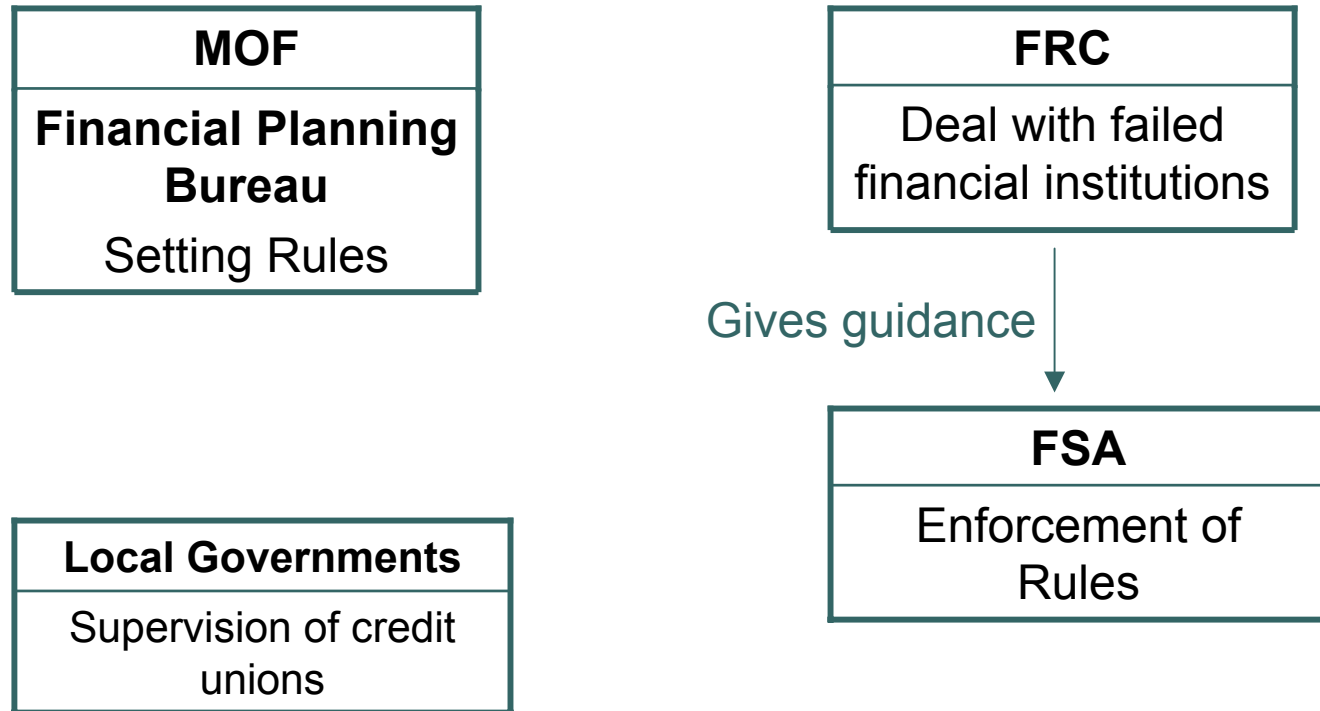 MOF
Financial Planning
Bureau
Setting Rules
FRC
Deal with failed
financial institutions
Gives guidance
FSA
Enforcement of
Rules
Local Governments
Supervision of credit
unions